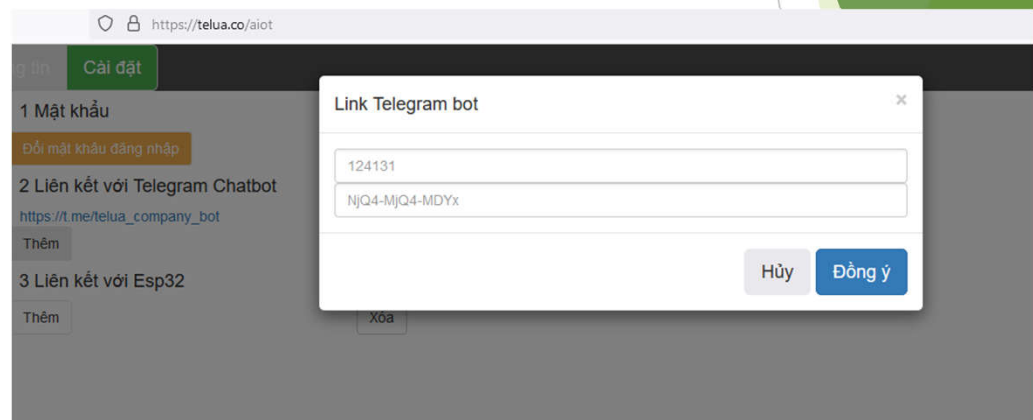 https://telua.co/aiot
g tin
Cài đặt
Link Telegram bot
×
1 Mật khẩu
Đổi mật khẩu đăng nhập
124131
NjQ4-MjQ4-MDYx
2 Liên kết với Telegram Chatbot
https://t.me/telua_company_bot
Thêm
Hủy
Đồng ý
3 Liên kết với Esp32
Thêm
Xóa